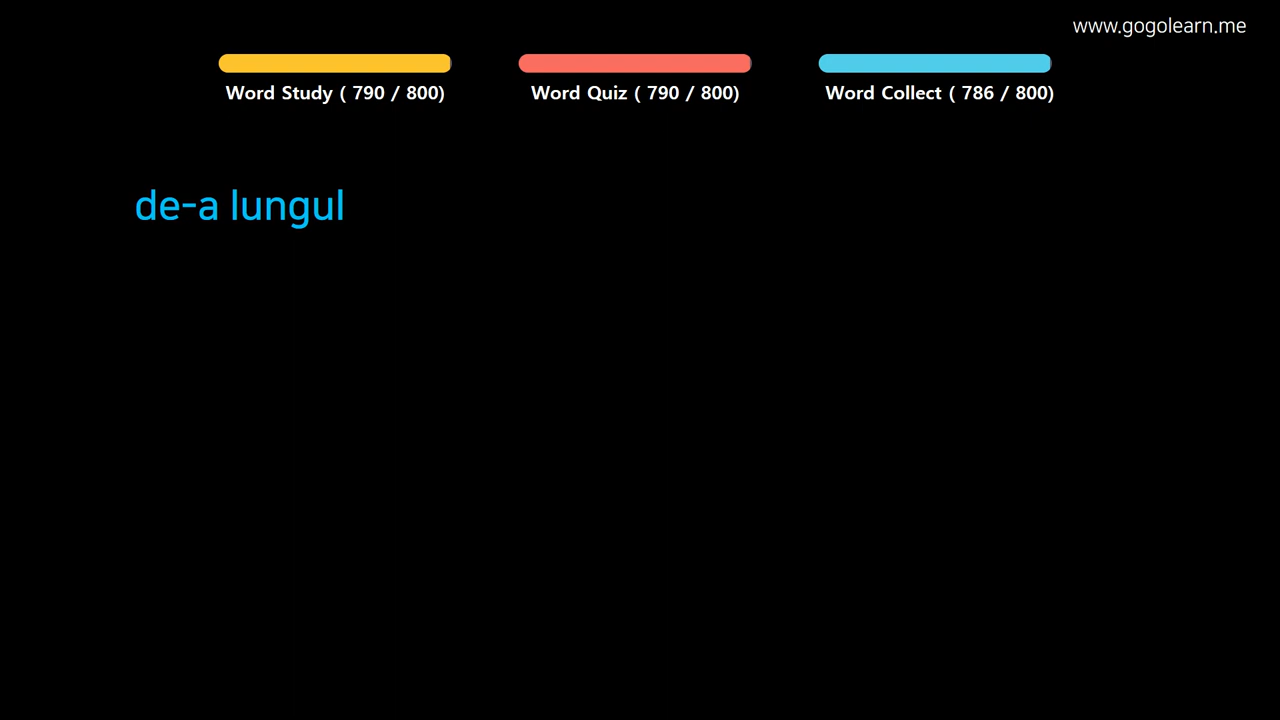 www.gogolearn.me
Word Study ( 790 / 800)
Word Quiz ( 790 / 800)
Word Collect ( 786 / 800)
de-a lungul